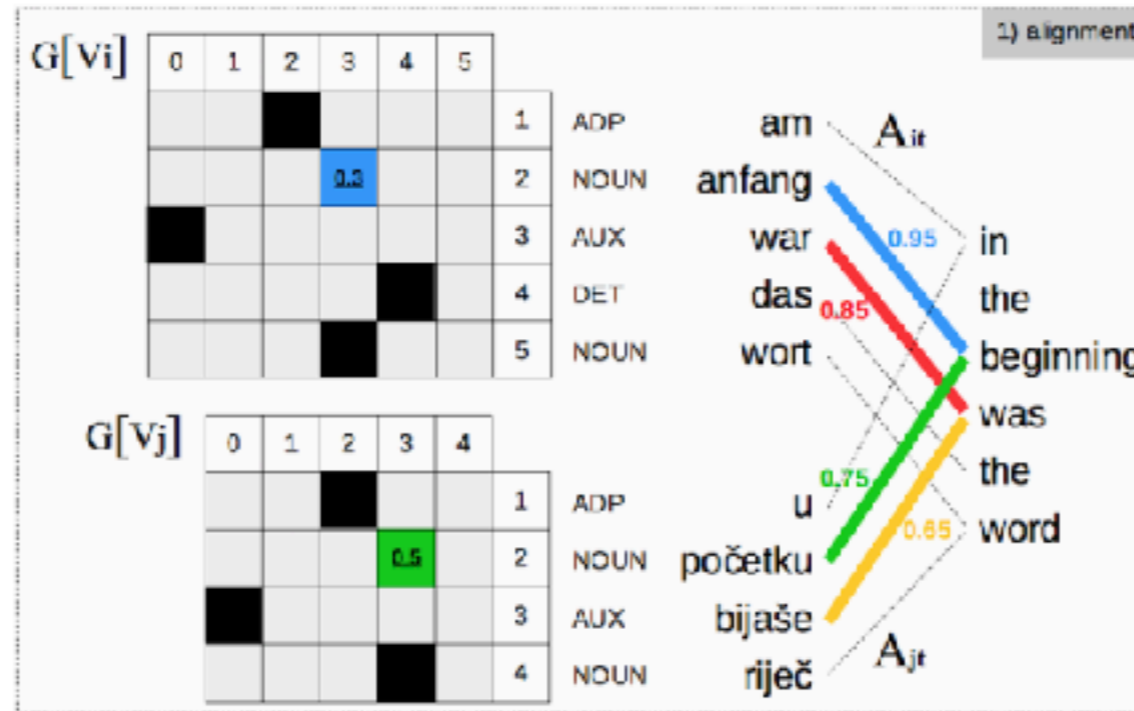 1) alignment
G[Vi] 0 1 2 3 4 5
1 ADP am
2 NOUN anfang
3 AUX war
4 DET das
5 NOUN wort
0.3
A_it
0.95
0.85
in
the
beginning
was
the
word
G[Vj] 0 1 2 3 4
1 ADP u
2 NOUN početku
3 AUX bijaše
4 NOUN riječ
0.5
0.75
0.65
A_jt